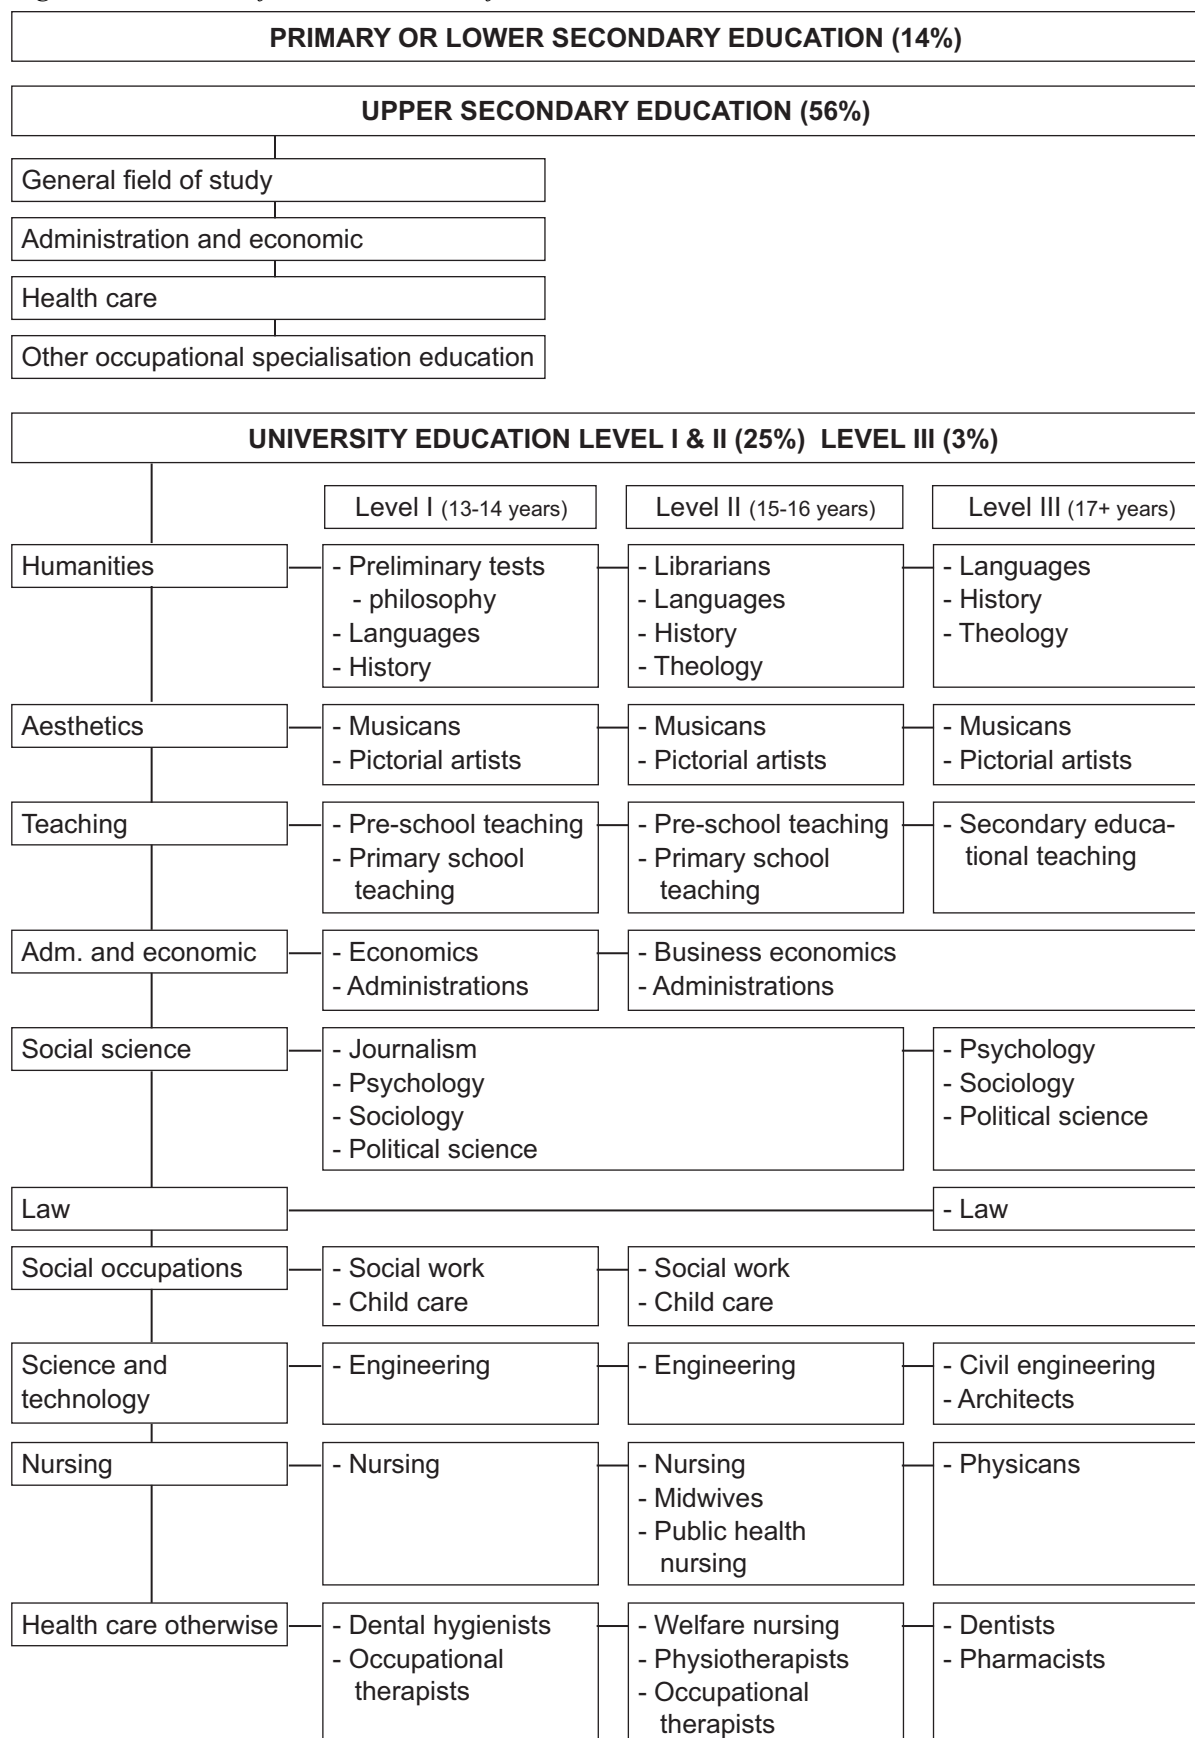 PRIMARY OR LOWER SECONDARY EDUCATION (14%)
UPPER SECONDARY EDUCATION (56%)
General field of study
Administration and economic
Health care
Other occupational specialisation education
UNIVERSITY EDUCATION LEVEL I & II (25%) LEVEL III (3%)
Level I (13-14 years)
Level II (15-16 years)
Level III (17+ years)
Humanities
- Preliminary tests
- philosophy
- Languages
- History
- Librarians
- Languages
- History
- Theology
- Languages
- History
- Theology
Aesthetics
- Musicans
- Pictorial artists
- Musicans
- Pictorial artists
- Musicans
- Pictorial artists
Teaching
- Pre-school teaching
- Primary school
teaching
- Pre-school teaching
- Primary school
teaching
- Secondary educa-
tional teaching
Adm. and economic
- Economics
- Administrations
- Business economics
- Administrations
Social science
- Journalism
- Psychology
- Sociology
- Political science
- Psychology
- Sociology
- Political science
Law
- Law
Social occupations
- Social work
- Child care
- Social work
- Child care
Science and
technology
- Engineering
- Engineering
- Civil engineering
- Architects
Nursing
- Nursing
- Nursing
- Midwives
- Public health
nursing
- Physicans
Health care otherwise
- Dental hygienists
- Occupational
therapists
- Welfare nursing
- Physiotherapists
- Occupational
therapists
- Dentists
- Pharmacists